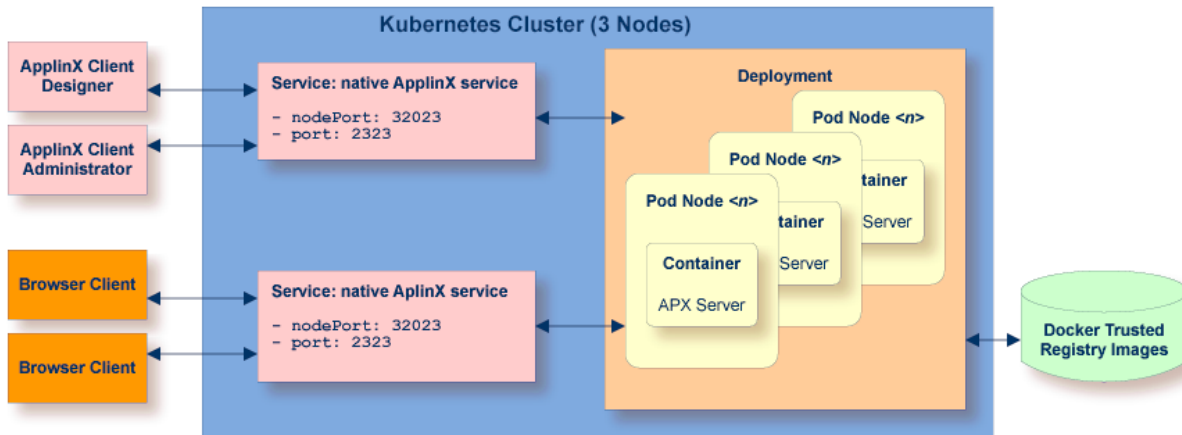 Kubernetes Cluster (3 Nodes)
ApplinX Client
Designer
ApplinX Client
Administrator
Service: native ApplinX service
- nodePort: 32023
- port: 2323
Deployment
Pod Node <n>
Pod Node <n>
tainer
Server
Pod Node <n>
tainer
Server
Container
APX Server
Browser Client
Browser Client
Service: native AplinX service
- nodePort: 32023
- port: 2323
Docker Trusted
Registry Images